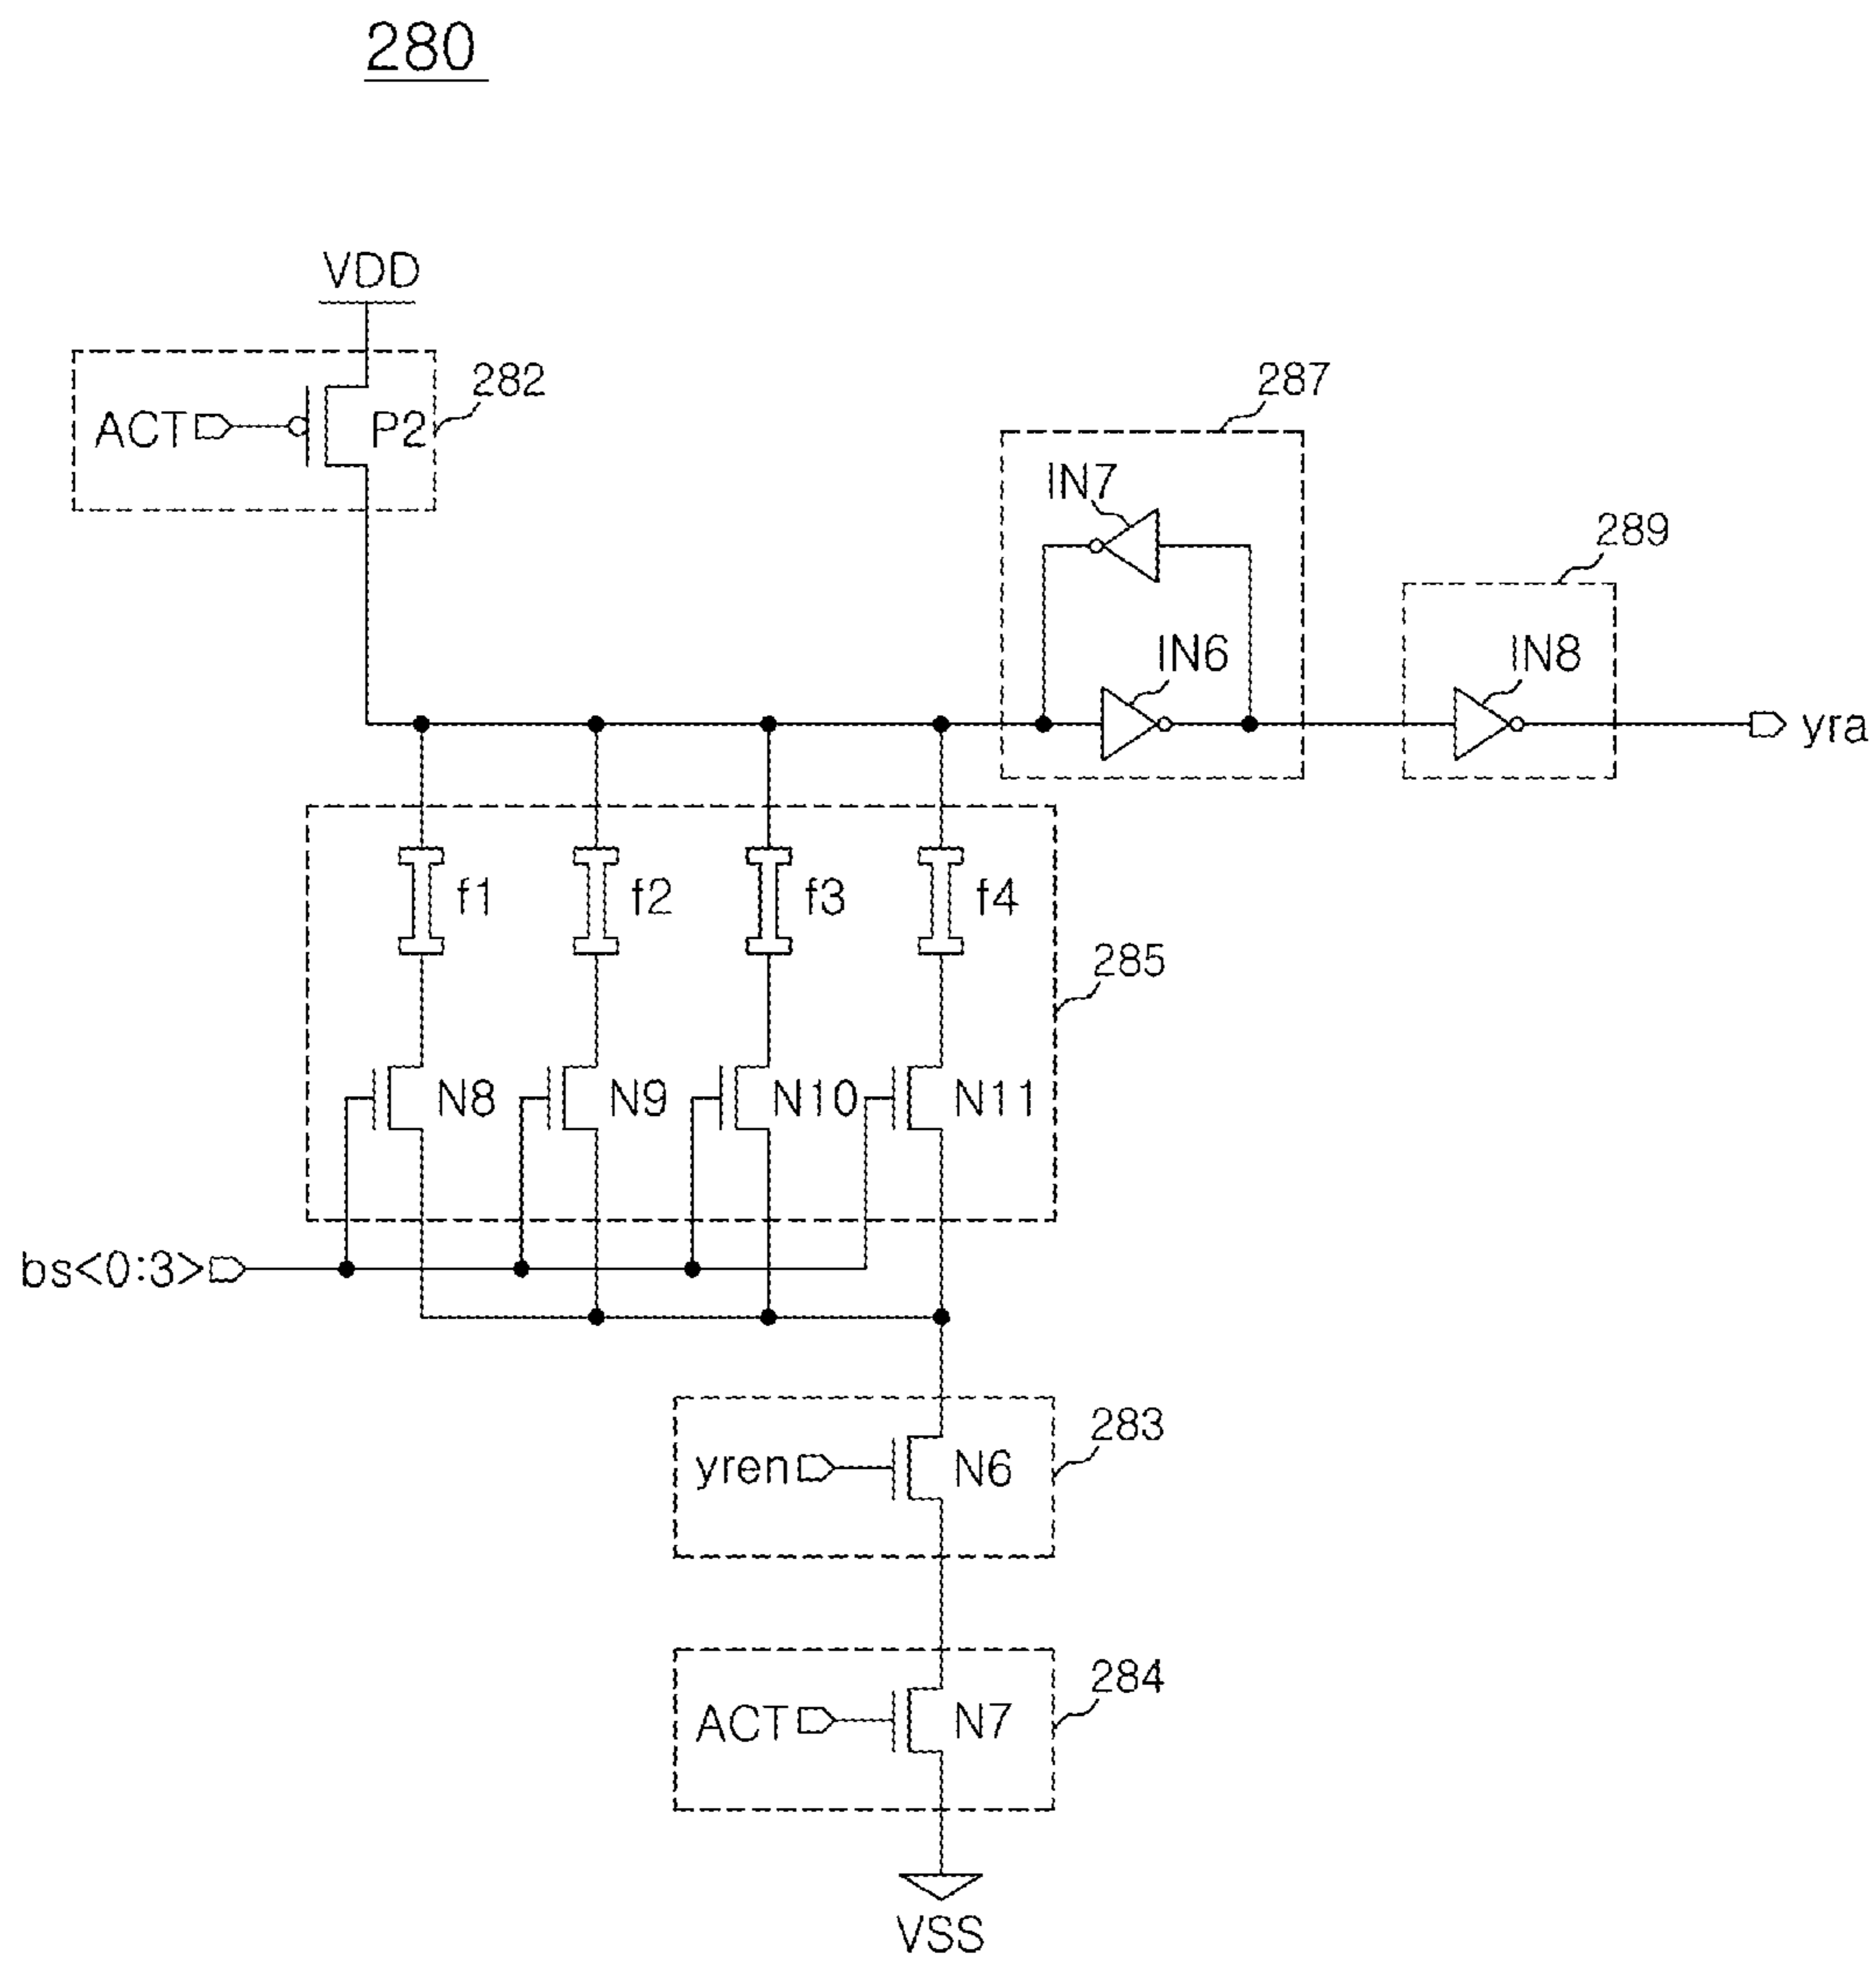 280
VDD
282
ACT
P2
287
IN7
289
IN6
IN8
yra
f1
f2
f3
f4
285
N8
N9
N10
N11
bs<0:3>
283
yren
N6
284
ACT
N7
VSS